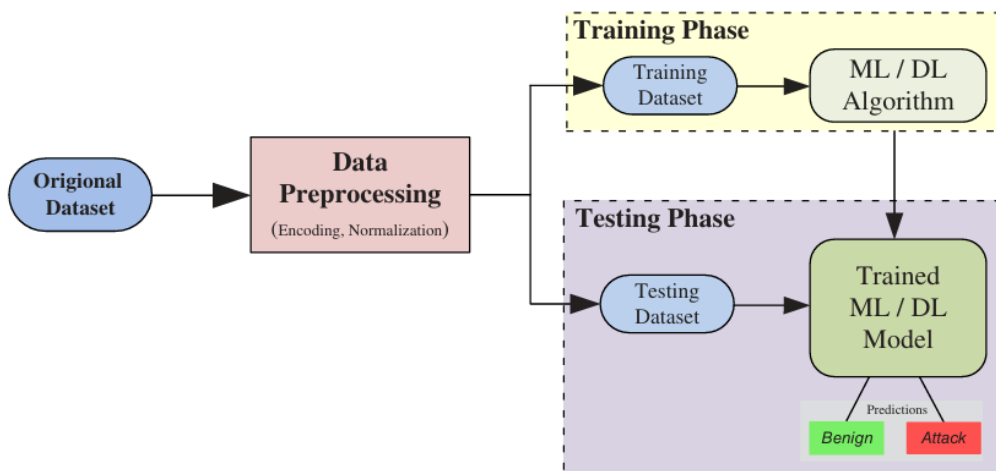 Training Phase
Training
Dataset
ML / DL
Algorithm
Origional
Dataset
Data
Preprocessing
(Encoding, Normalization)
Testing Phase
Testing
Dataset
Trained
ML / DL
Model
Predictions
Benign
Attack